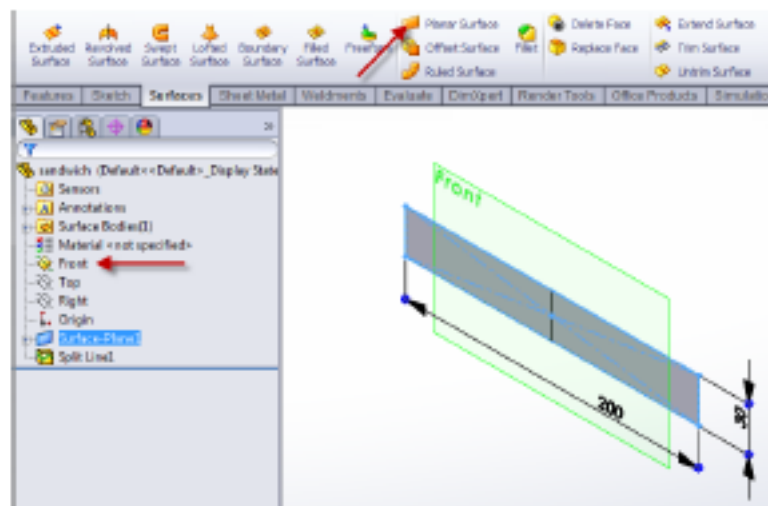 Extruded Surface
Revolved Surface
Swept Surface
Lofted Surface
Boundary Surface
Filled Surface
Freeform
Planar Surface
Offset Surface
Ruled Surface
Fillet
Delete Face
Replace Face
Extend Surface
Trim Surface
Untrim Surface
Features Sketch Surfaces Sheet Metal Weldments Evaluate DimXpert Render Tools Office Products Simulatio
sandwich (Default<<Default>_Display State
Sensors
Annotations
Surface Bodies(1)
Material <not specified>
Front
Top
Right
Origin
Surface-Plane1
Split Line1
Front
200